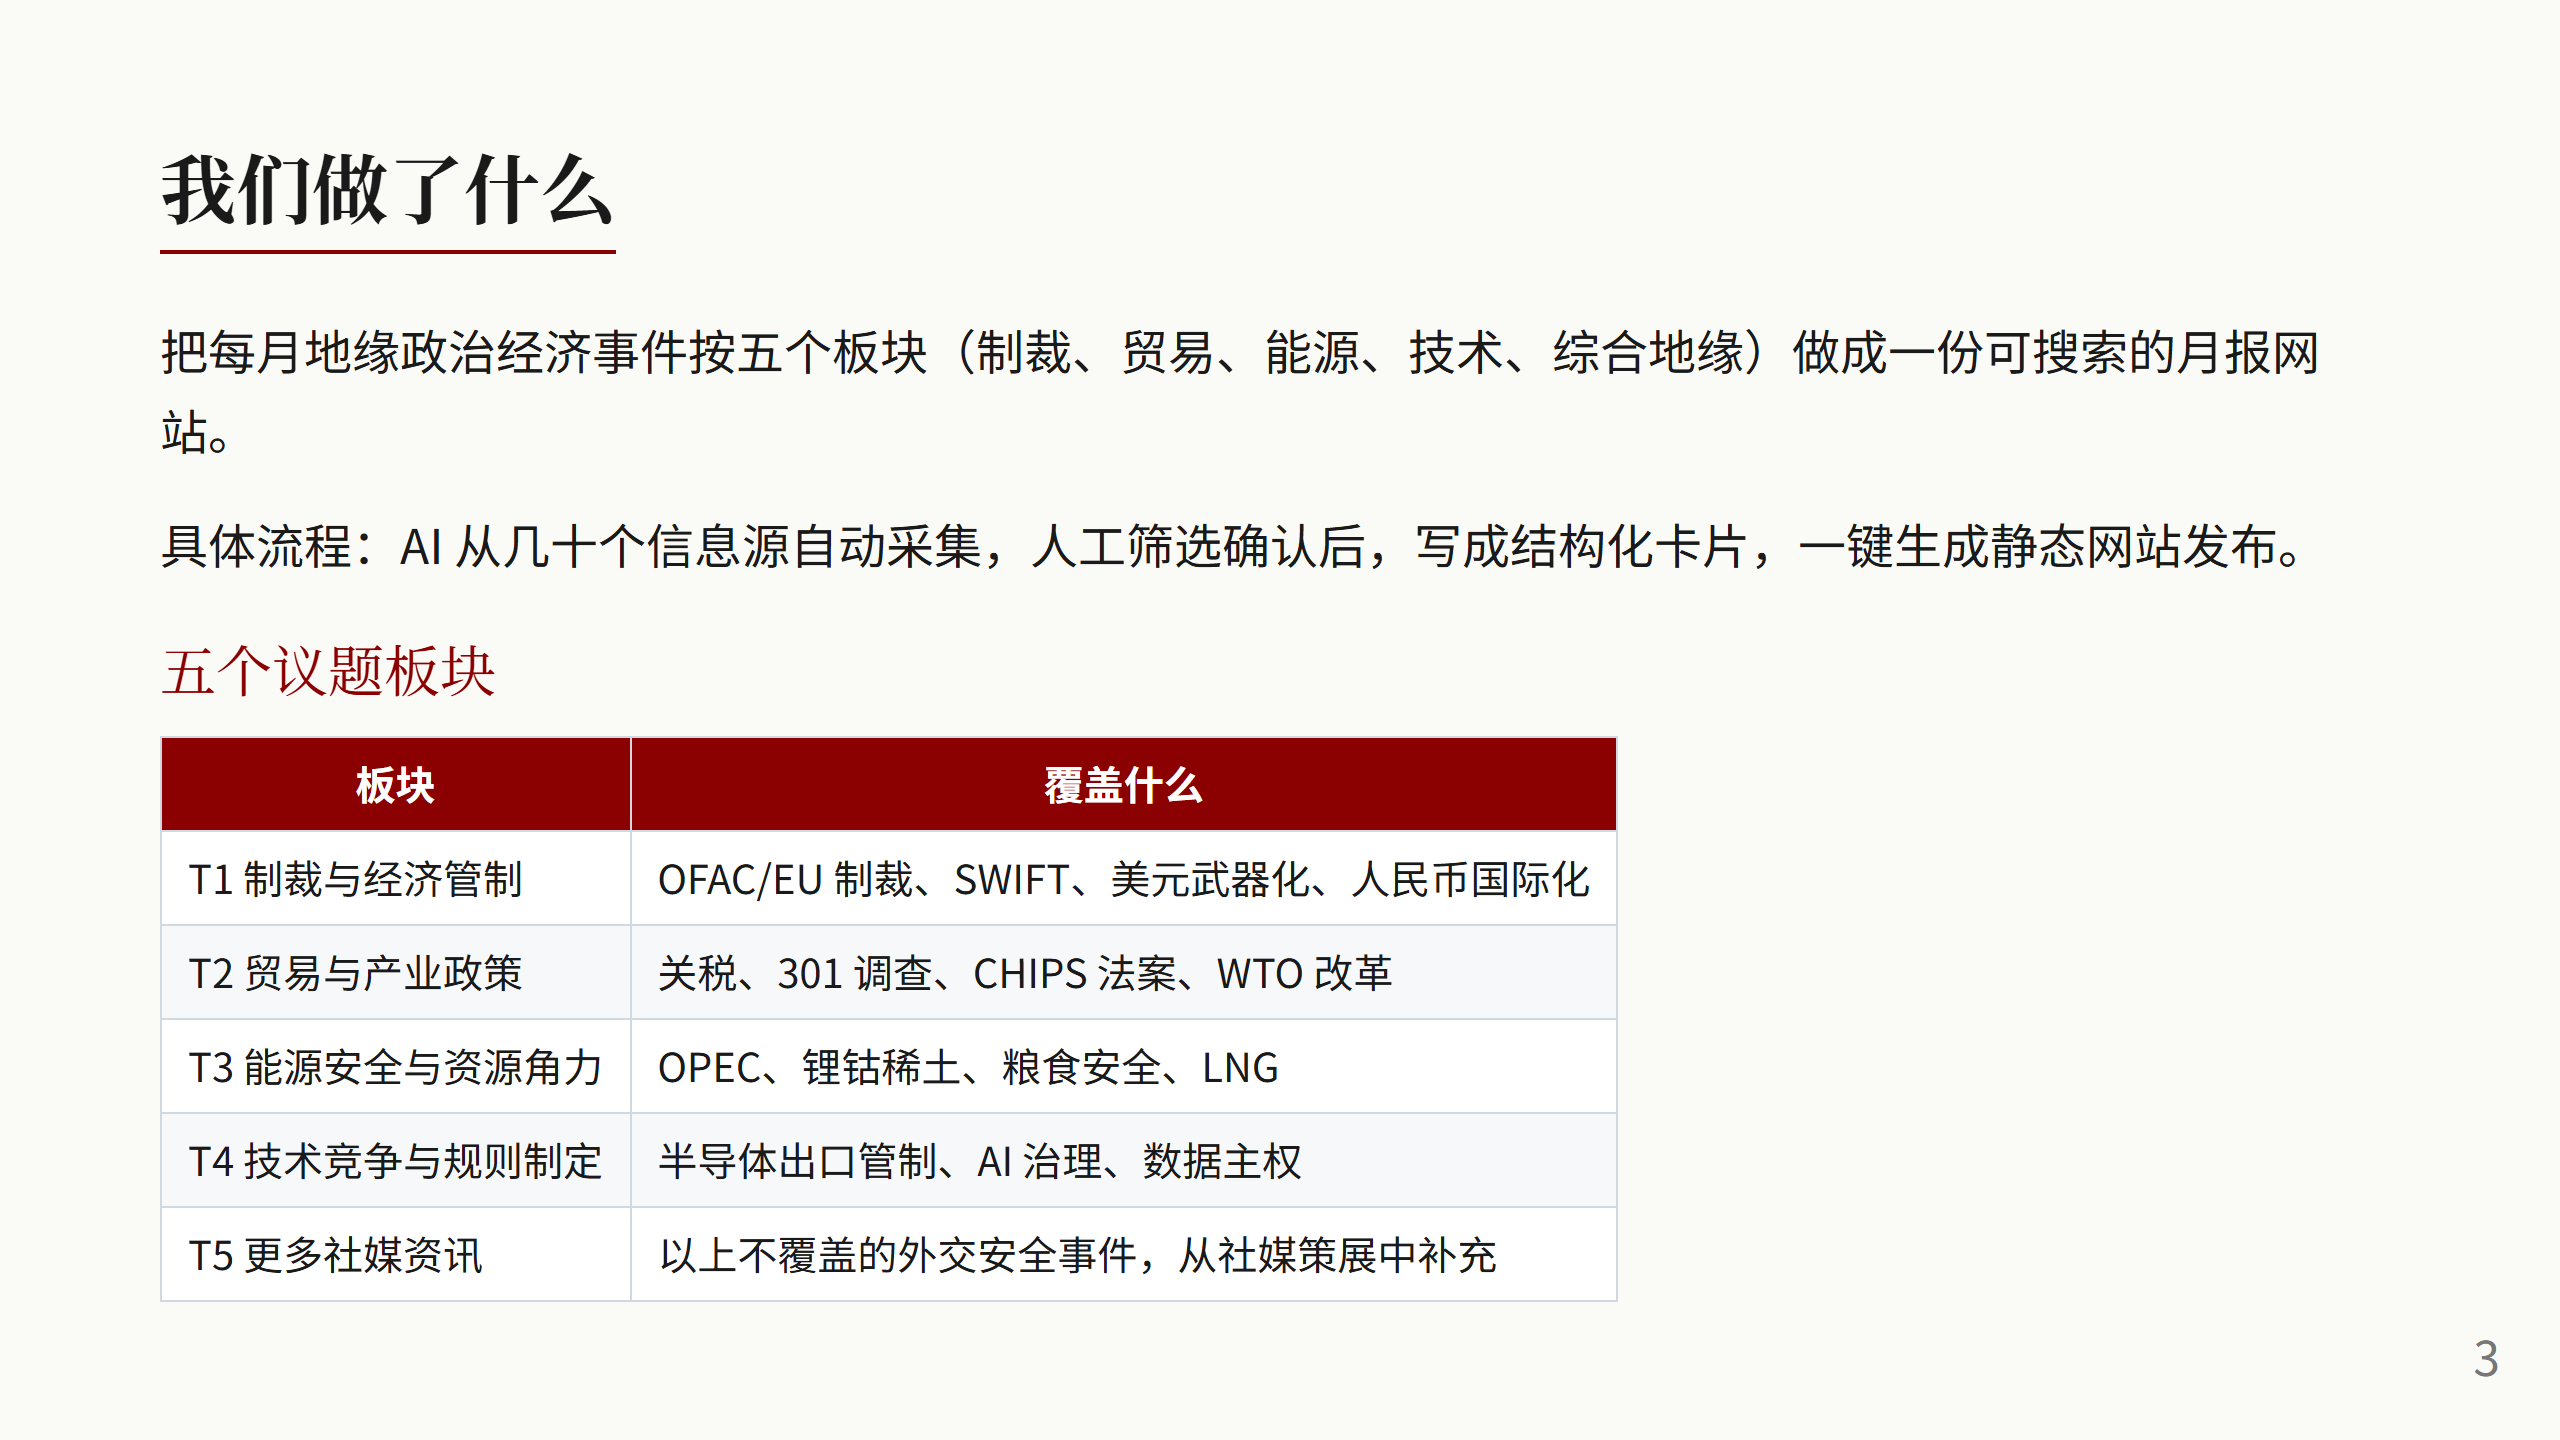 我们做了什么
把每月地缘政治经济事件按五个板块（制裁、贸易、能源、技术、综合地缘）做成一份可搜索的月报网
站。
具体流程：AI 从几十个信息源自动采集，人工筛选确认后，写成结构化卡片，一键生成静态网站发布。
五个议题板块
板块 覆盖什么
T1 制裁与经济管制 OFAC/EU 制裁、SWIFT、美元武器化、人民币国际化
T2 贸易与产业政策 关税、301 调查、CHIPS 法案、WTO 改革
T3 能源安全与资源角力 OPEC、锂钴稀土、粮食安全、LNG
T4 技术竞争与规则制定 半导体出口管制、AI 治理、数据主权
T5 更多社媒资讯 以上不覆盖的外交安全事件，从社媒策展中补充
3